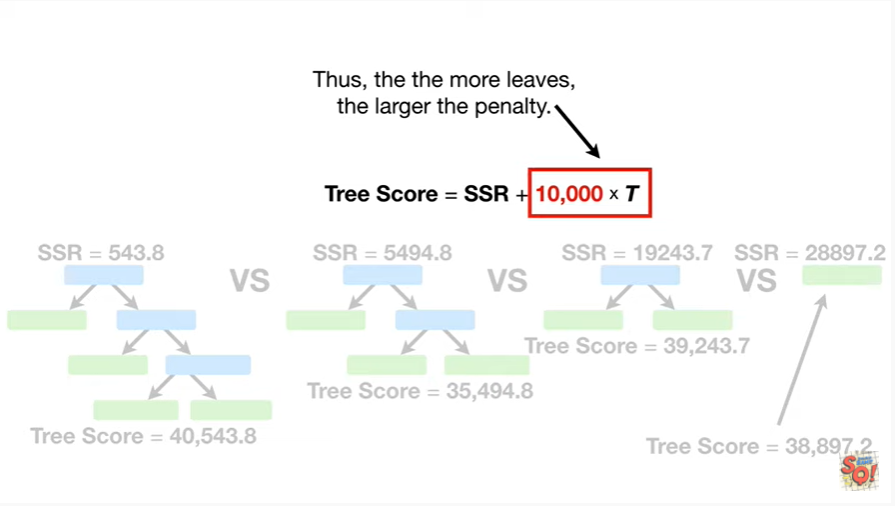 Thus, the the more leaves,
the larger the penalty.
Tree Score = SSR + 10,000 x T
SSR = 543.8
SSR = 5494.8
SSR = 19243.7
SSR = 28897.2
VS
VS
VS
Tree Score = 39,243.7
Tree Score = 35,494.8
Tree Score = 40,543.8
Tree Score = 38,897.2
SQ!